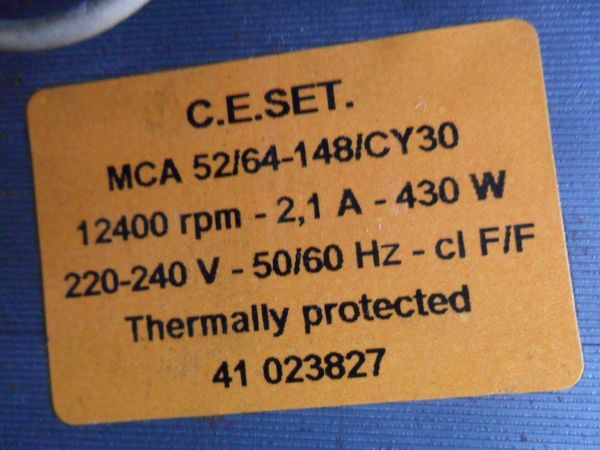 C.E.SET.
MCA 52/64-148/CY30
12400 rpm - 2,1 A - 430 W
220-240 V - 50/60 Hz - cl F/F
Thermally protected
41 023827